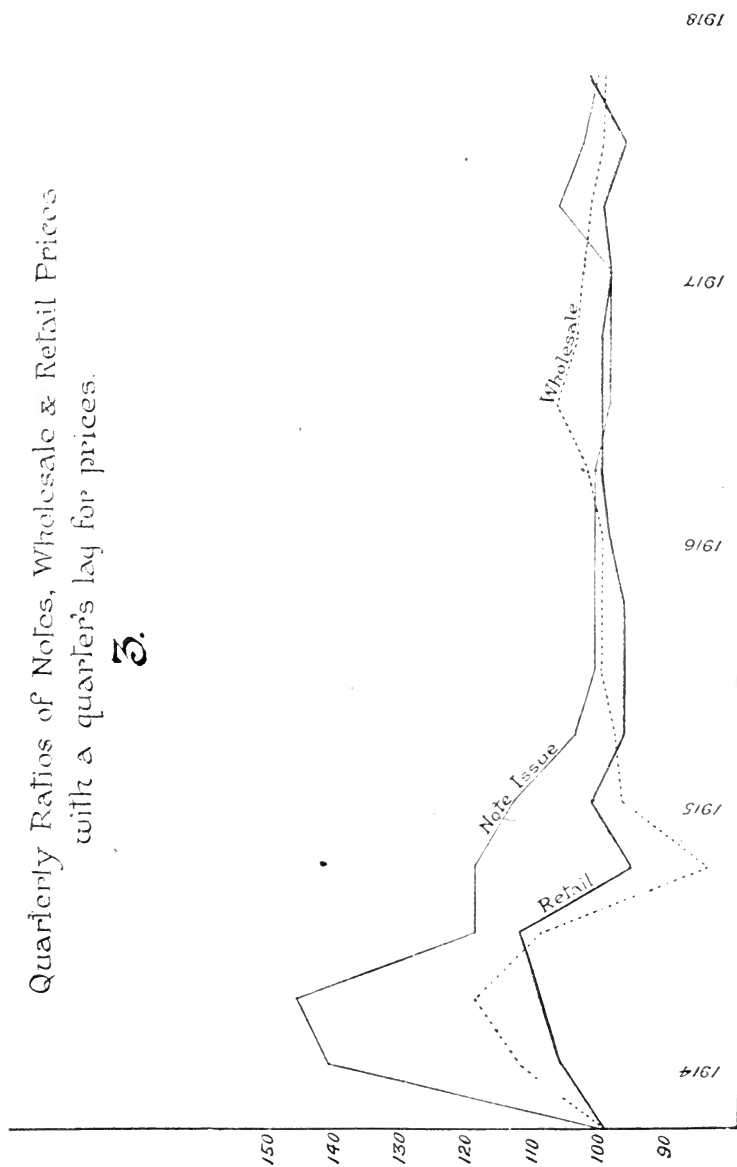 Quarterly Ratios of Notes, Wholesale & Retail Prices
with a quarter's lag for prices.
3.
150
140
130
120
110
100
90
Note Issue
Retail
Wholesale
1914
1915
1916
1917
1918